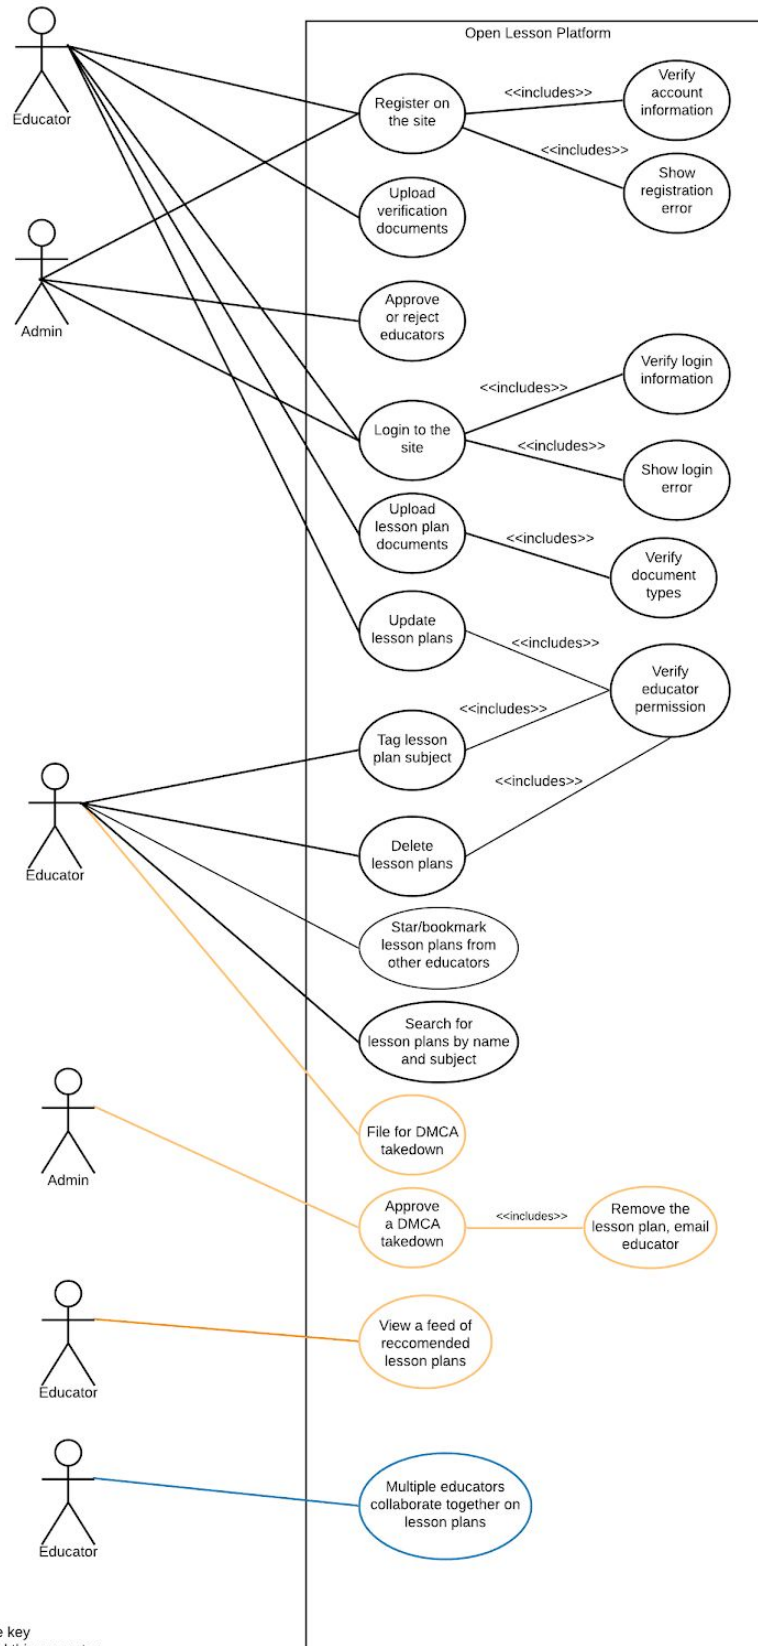 Open Lesson Platform
Educator
Register on
the site
<<includes>>
Verify
account
information
<<includes>>
Show
registration
error
Upload
verification
documents
Admin
Approve
or reject
educators
Login to the
site
<<includes>>
Verify login
information
<<includes>>
Show login
error
Upload
lesson plan
documents
<<includes>>
Verify
document
types
Update
lesson plans
<<includes>>
Verify
educator
permission
<<includes>>
Tag lesson
plan subject
<<includes>>
Educator
Delete
lesson plans
Star/bookmark
lesson plans from
other educators
Search for
lesson plans by name
and subject
File for DMCA
takedown
Admin
Approve
a DMCA
takedown
<<includes>>
Remove the
lesson plan, email
educator
View a feed of
reccomended
lesson plans
Educator
Multiple educators
collaborate together on
lesson plans
Educator
key